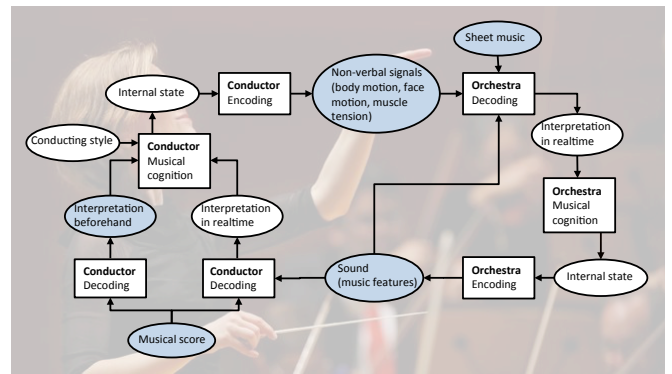 Sheet music
Non-verbal signals
(body motion, face
motion, muscle
tension)
Conductor
Encoding
Orchestra
Decoding
Internal state
Interpretation
in realtime
Conducting style
Conductor
Musical
cognition
Orchestra
Musical
cognition
Interpretation
beforehand
Interpretation
in realtime
Conductor
Decoding
Conductor
Decoding
Sound
(music features)
Orchestra
Encoding
Internal state
Musical score